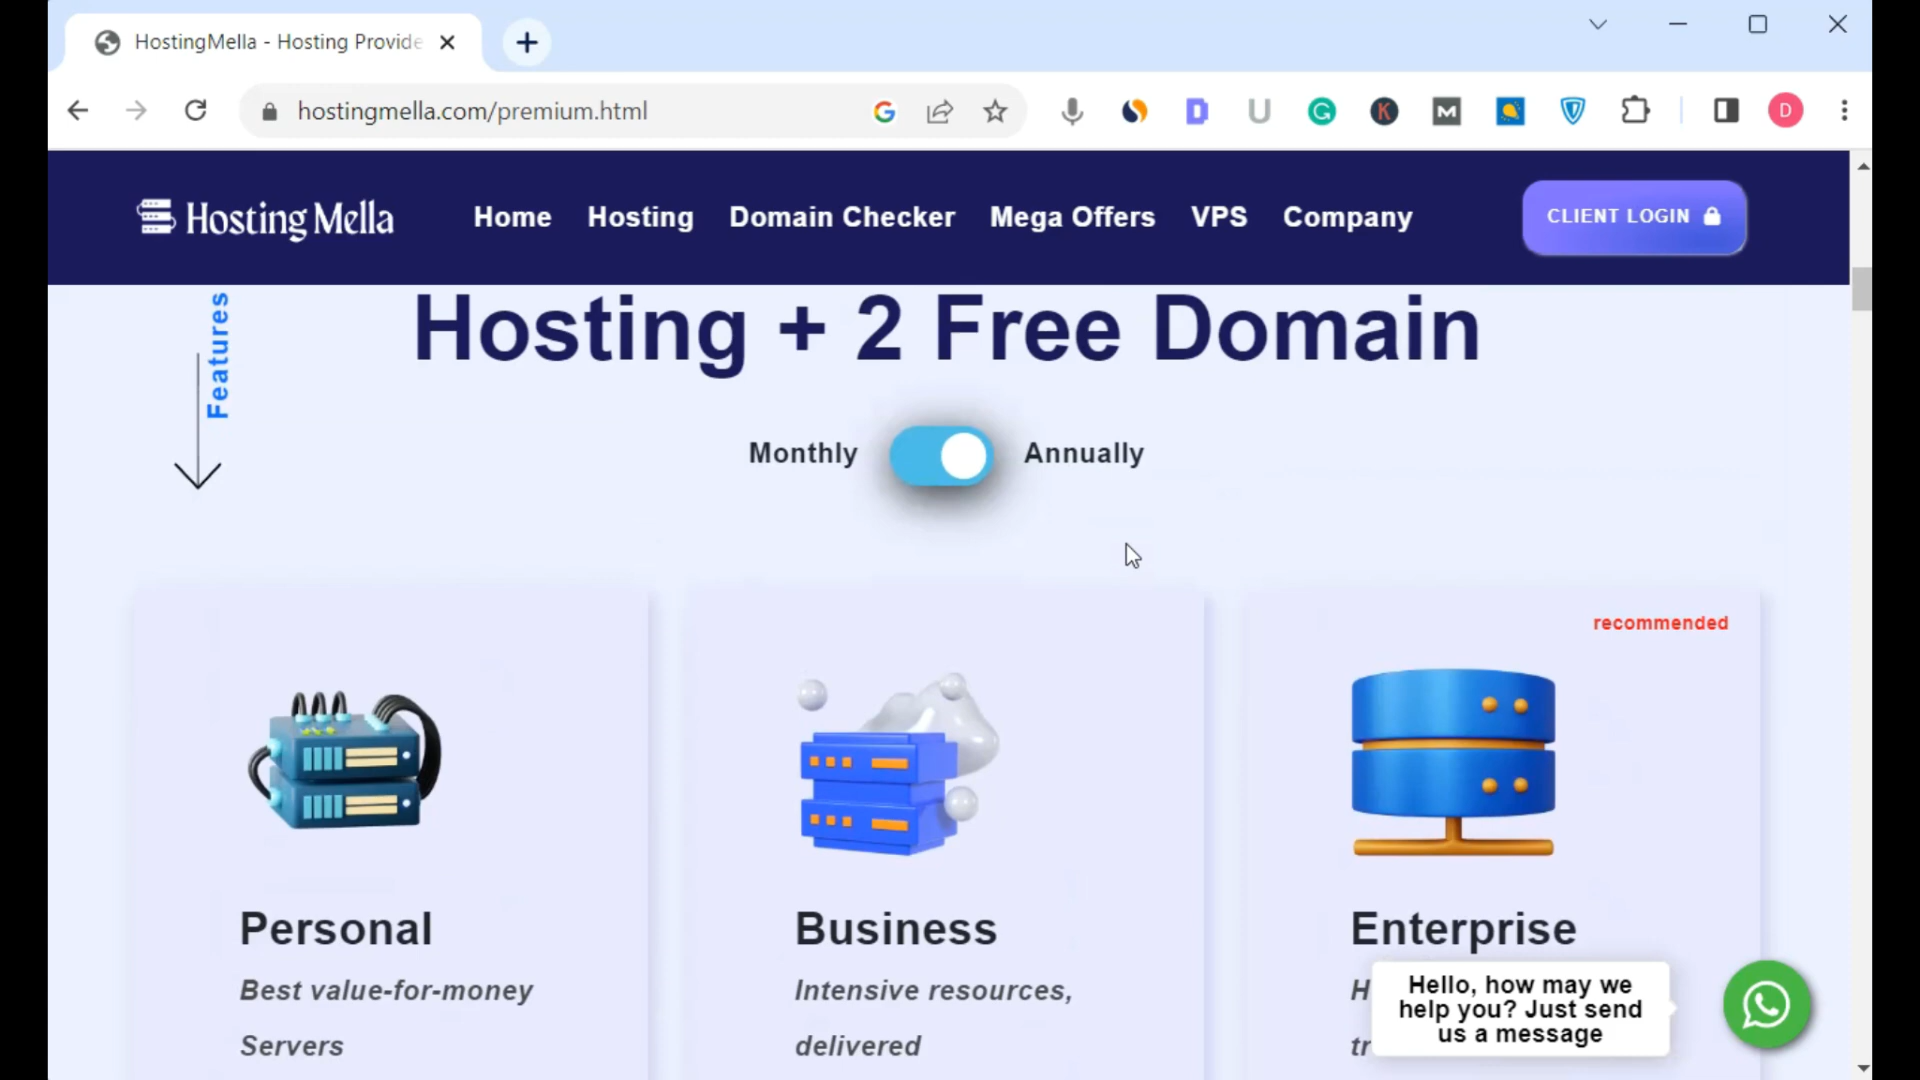 HostingMella - Hosting Provide
hostingmella.com/premium.html
Hosting Mella
Home
Hosting
Domain Checker
Mega Offers
VPS
Company
CLIENT LOGIN
Features
Hosting + 2 Free Domain
Monthly
Annually
recommended
Personal
Best value-for-money
Servers
Business
Intensive resources,
delivered
Enterprise
H
tr
Hello, how may we
help you? Just send
us a message
D